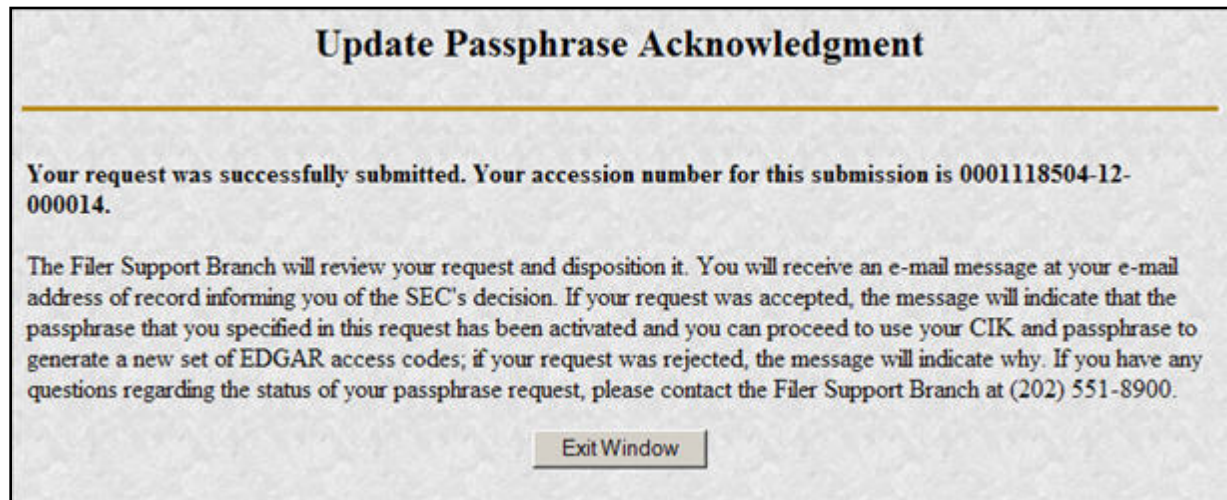 Update Passphrase Acknowledgment
Your request was successfully submitted. Your accession number for this submission is 0001118504-12-
000014.
The Filer Support Branch will review your request and disposition it. You will receive an e-mail message at your e-mail
address of record informing you of the SEC's decision. If your request was accepted, the message will indicate that the
passphrase that you specified in this request has been activated and you can proceed to use your CIK and passphrase to
generate a new set of EDGAR access codes; if your request was rejected, the message will indicate why. If you have any
questions regarding the status of your passphrase request, please contact the Filer Support Branch at (202) 551-8900.
Exit Window